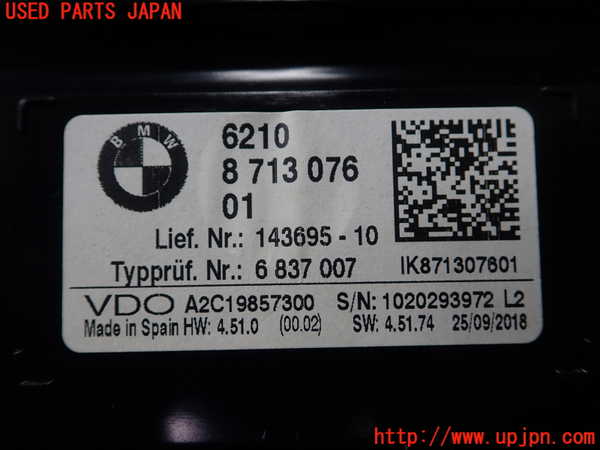 USED PARTS JAPAN
BMW
6210
8 713 076
01
Lief. Nr.: 143695 - 10
Typprüf. Nr.: 6 837 007
IK871307601
VDO A2C19857300 S/N: 1020293972 L2
Made in Spain HW: 4.51.0 (00.02) SW: 4.51.74 25/09/2018
http://www.upjpn.com/